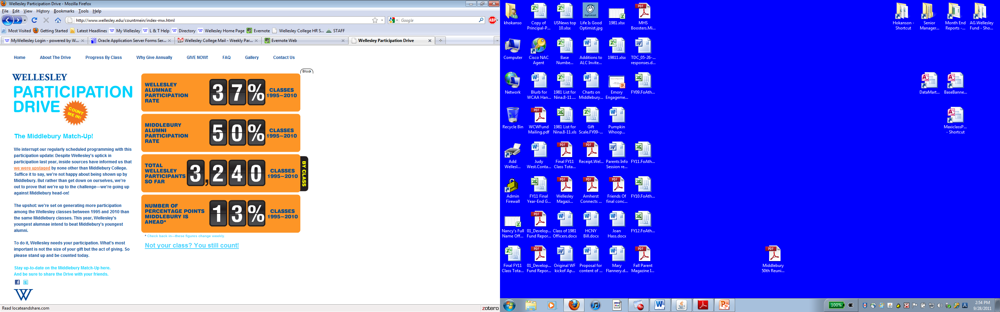 Wellesley Participation Drive - Mozilla Firefox
File Edit View History Bookmarks Tools Help
http://www.wellesley.edu/countmein/index-mw.html
Google
ABP
Most Visited Getting Started Latest Headlines My Wellesley L & T Help Directory Wellesley Home Page Evernote Wellesley College HR S... STAFF
MyWellesley Login - powered by W... Oracle Application Server Forms Ser... Wellesley College Mail - Weekly Par... Evernote Web Wellesley Participation Drive
Home About The Drive Progress By Class Why Give Annually GIVE NOW! FAQ Gallery Contact Us
WELLESLEY
PARTICIPATION
DRIVE
COUNT
ME IN!
The Middlebury Match-Up!
We interrupt our regularly scheduled programming with this
participation update: Despite Wellesley's uptick in
participation last year, inside sources have informed us that
we were upstaged by none other than Middlebury College.
Suffice it to say, we're not happy about being shown up by
Middlebury. But rather than get down on ourselves, we're
out to prove that we're up to the challenge—we're going up
against Middlebury head-on!
The upshot: we're set on generating more participation
among the Wellesley classes between 1995 and 2010 than
the same Middlebury classes. This year, Wellesley's
youngest alumnae intend to beat Middlebury's youngest
alumni.
To do it, Wellesley needs your participation. What's most
important is not the size of your gift but the act of giving. So
please stand up and be counted today.
Stay up-to-date on the Middlebury Match-Up here.
And be sure to share the Drive with your friends.
W
Block
WELLESLEY
ALUMNAE
PARTICIPATION
RATE
37%
CLASSES
1995~2010
MIDDLEBURY
ALUMNI
PARTICIPATION
RATE
50%
CLASSES
1995~2010
TOTAL
WELLESLEY
PARTICIPANTS
SO FAR
3,240
CLASSES
1995~2010
BY CLASS
NUMBER OF
PERCENTAGE POINTS
MIDDLEBURY IS
AHEAD*
13%
CLASSES
1995~2010
* Check back in—these figures change weekly.
Not your class? You still count!
Read locateandshare.com
zotero
khokanso
Copy of
Principal-P...
USNews top
10.xlsx
Optimist
Life Is Good
Optimist.jpg
1981.xlsx
MHS
Boosters.Mi...
Hokanson -
Shortcut
Senior
Manager...
Month End
Reports -...
AG.Wellesley
Fund - Sho...
Computer
Cisco NAC
Agent
Base
Numbe...
Additions to
ALC Invite...
19811.xlsx
TDC_05-26-...
responses.d...
Network
Blurb for
WCAA Han...
1981 List for
Nina.8-11....
Charts on
Middlebury...
Emory
Engageme...
FY09.FoAth...
DataMart...
BaseBanne...
Recycle Bin
WCWFund
Mailing.pdf
1981 List for
Nina.8-11.xls
Gift
Scale.FY09-...
Pumpkin
Whoop...
MaxiclassP...
- Shortcut
Add
Wellesl...
Judy
West.Conta...
Final FY11
Class Tota...
Receipt.Wel...
Parents Info
Session re...
FY11.FoAth...
Admin
Firewall
FY11 Final
Year-End G...
Wellesley
Magazi...
Amherst
Connects ...
Friends Of
final conc...
FY10.FoAth...
Nancy's Full
Name Off...
01_Develop...
Fund Repor...
Class of 1981
Officers.docx
HCNY
Bill.docx
Joan
Hass.docx
FY12.FoAth...
Final FY11
Class Tota...
01_Develop...
Fund Repor...
Original WF
kickof Ap...
Proposal for
content of ...
Mary
Flannery.d...
Fall Parent
Magazine I...
Middlebury
50th Reuni...
100%
2:54 PM
9/28/2011